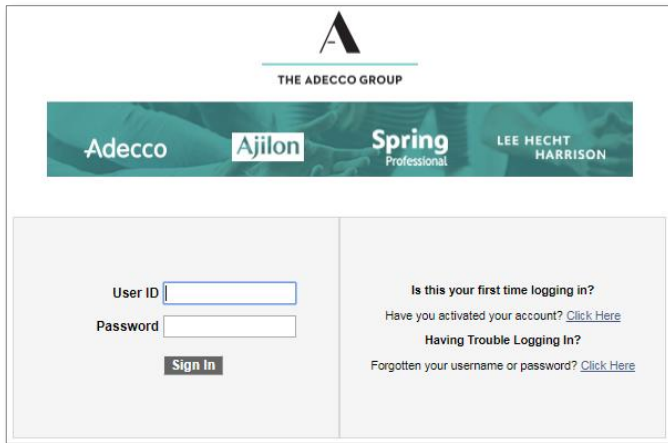 THE ADECCO GROUP
Adecco
Ajilon
Spring
Professional
LEE HECHT
HARRISON
User ID
Password
Sign In
Is this your first time logging in?
Have you activated your account? Click Here
Having Trouble Logging In?
Forgotten your username or password? Click Here